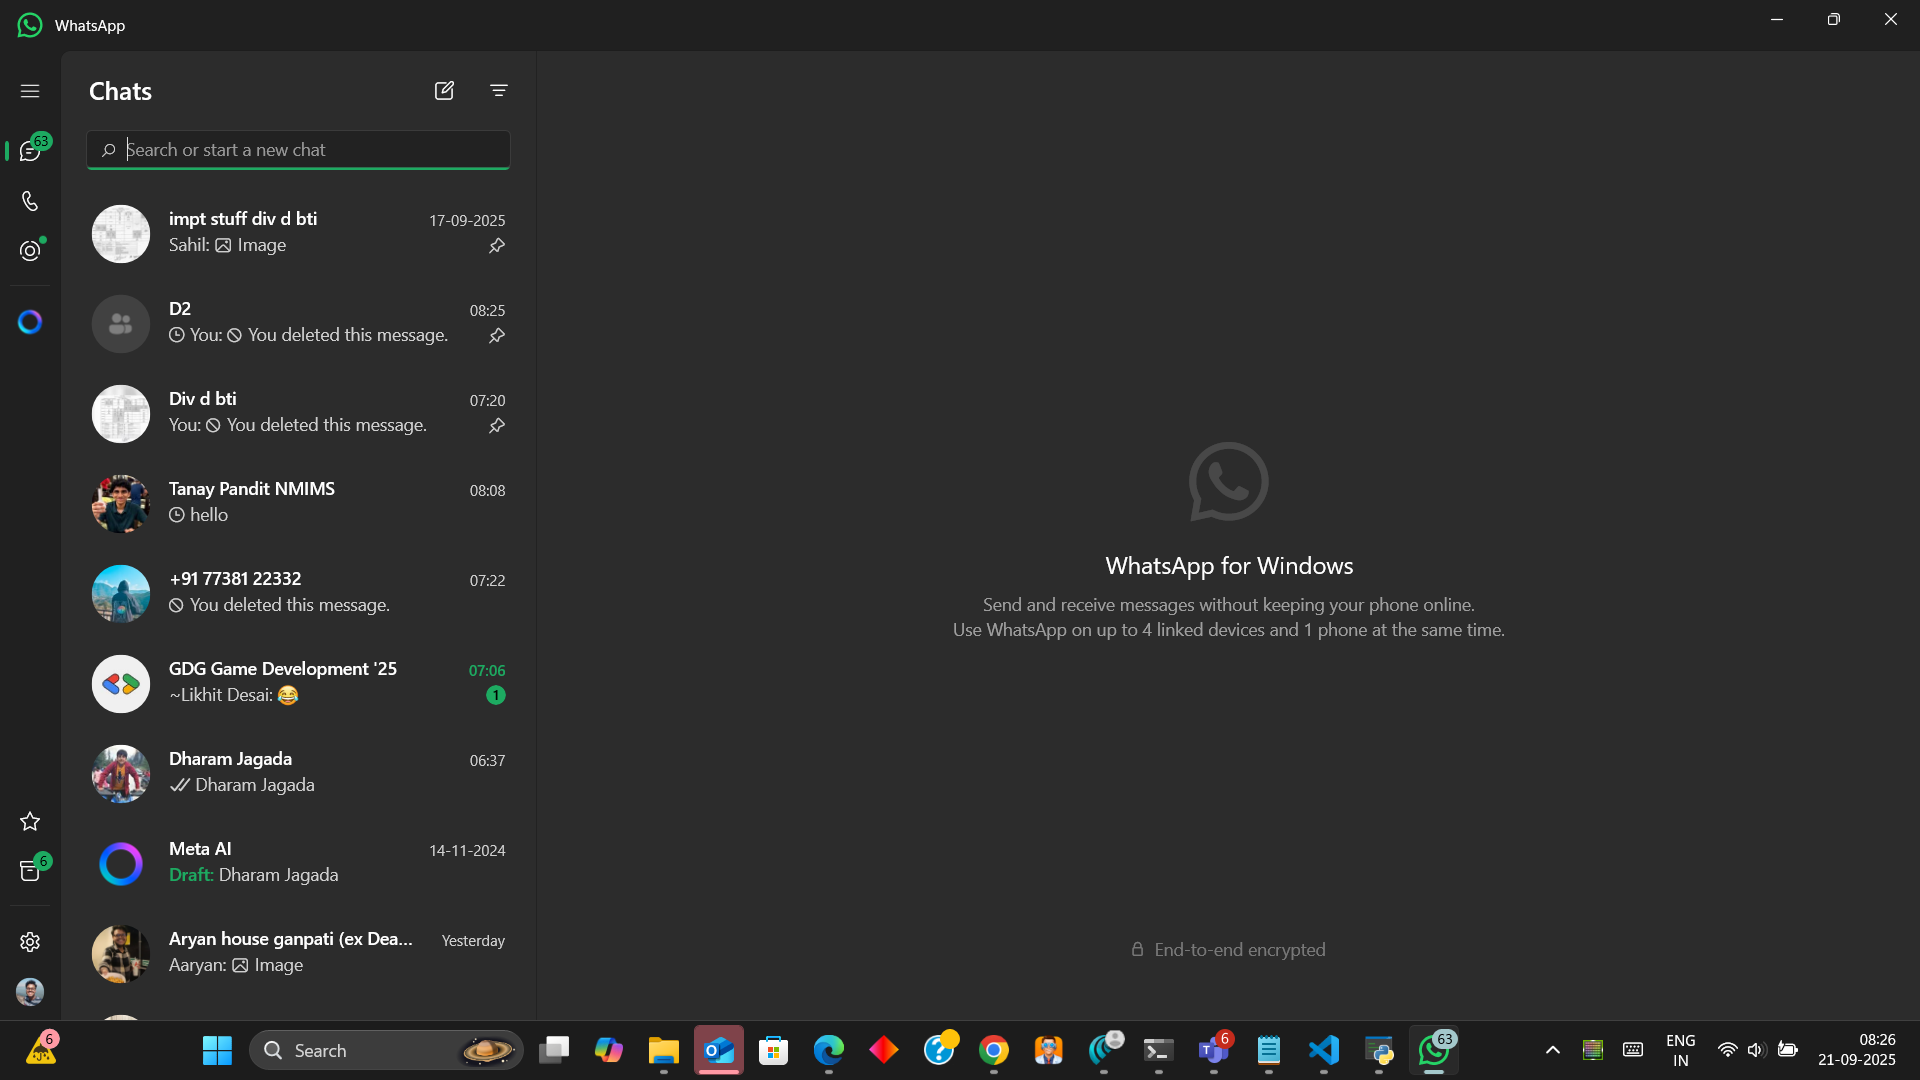 WhatsApp
Chats
63
Search or start a new chat
impt stuff div d bti
17-09-2025
Sahil: Image
D2
08:25
You: You deleted this message.
Div d bti
07:20
You: You deleted this message.
Tanay Pandit NMIMS
08:08
hello
+91 77381 22332
07:22
You deleted this message.
GDG Game Development '25
07:06
~Likhit Desai: 😂
1
Dharam Jagada
06:37
Dharam Jagada
Meta AI
14-11-2024
Draft: Dharam Jagada
6
Aryan house ganpati (ex Dea...
Yesterday
Aaryan: Image
WhatsApp for Windows
Send and receive messages without keeping your phone online.
Use WhatsApp on up to 4 linked devices and 1 phone at the same time.
End-to-end encrypted
6
Search
6
63
ENG
IN
08:26
21-09-2025